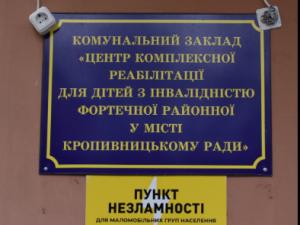 КОМУНАЛЬНИЙ ЗАКЛАД
«ЦЕНТР КОМПЛЕКСНОЇ
РЕАБІЛІТАЦІЇ
ДЛЯ ДІТЕЙ З ІНВАЛІДНІСТЮ
ФОРТЕЧНОЇ РАЙОННОЇ
У МІСТІ
КРОПИВНИЦЬКОМУ РАДИ»
ПУНКТ
НЕЗЛАМНОСТІ
ДЛЯ МАЛОМОБІЛЬНИХ ГРУП НАСЕЛЕННЯ